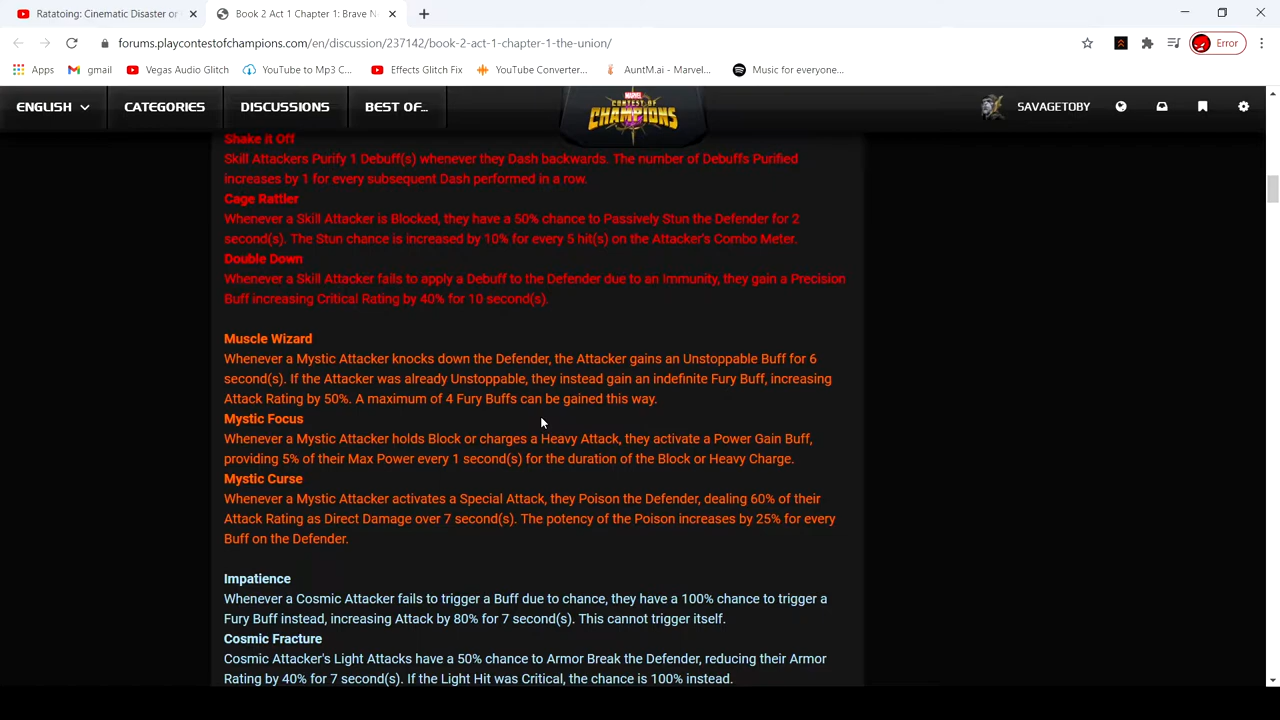 Ratatoing: Cinematic Disaster or
Book 2 Act 1 Chapter 1: Brave N
forums.playcontestofchampions.com/en/discussion/237142/book-2-act-1-chapter-1-the-union/
Error
Apps
gmail
Vegas Audio Glitch
YouTube to Mp3 C...
Effects Glitch Fix
YouTube Converter...
AuntM.ai - Marvel...
Music for everyone...
ENGLISH
CATEGORIES
DISCUSSIONS
BEST OF...
MARVEL
CONTEST OF
CHAMPIONS
SAVAGETOBY
Shake it Off
Skill Attackers Purify 1 Debuff(s) whenever they Dash backwards. The number of Debuffs Purified
increases by 1 for every subsequent Dash performed in a row.
Cage Rattler
Whenever a Skill Attacker is Blocked, they have a 50% chance to Passively Stun the Defender for 2
second(s). The Stun chance is increased by 10% for every 5 hit(s) on the Attacker's Combo Meter.
Double Down
Whenever a Skill Attacker fails to apply a Debuff to the Defender due to an Immunity, they gain a Precision
Buff increasing Critical Rating by 40% for 10 second(s).
Muscle Wizard
Whenever a Mystic Attacker knocks down the Defender, the Attacker gains an Unstoppable Buff for 6
second(s). If the Attacker was already Unstoppable, they instead gain an indefinite Fury Buff, increasing
Attack Rating by 50%. A maximum of 4 Fury Buffs can be gained this way.
Mystic Focus
Whenever a Mystic Attacker holds Block or charges a Heavy Attack, they activate a Power Gain Buff,
providing 5% of their Max Power every 1 second(s) for the duration of the Block or Heavy Charge.
Mystic Curse
Whenever a Mystic Attacker activates a Special Attack, they Poison the Defender, dealing 60% of their
Attack Rating as Direct Damage over 7 second(s). The potency of the Poison increases by 25% for every
Buff on the Defender.
Impatience
Whenever a Cosmic Attacker fails to trigger a Buff due to chance, they have a 100% chance to trigger a
Fury Buff instead, increasing Attack by 80% for 7 second(s). This cannot trigger itself.
Cosmic Fracture
Cosmic Attacker's Light Attacks have a 50% chance to Armor Break the Defender, reducing their Armor
Rating by 40% for 7 second(s). If the Light Hit was Critical, the chance is 100% instead.